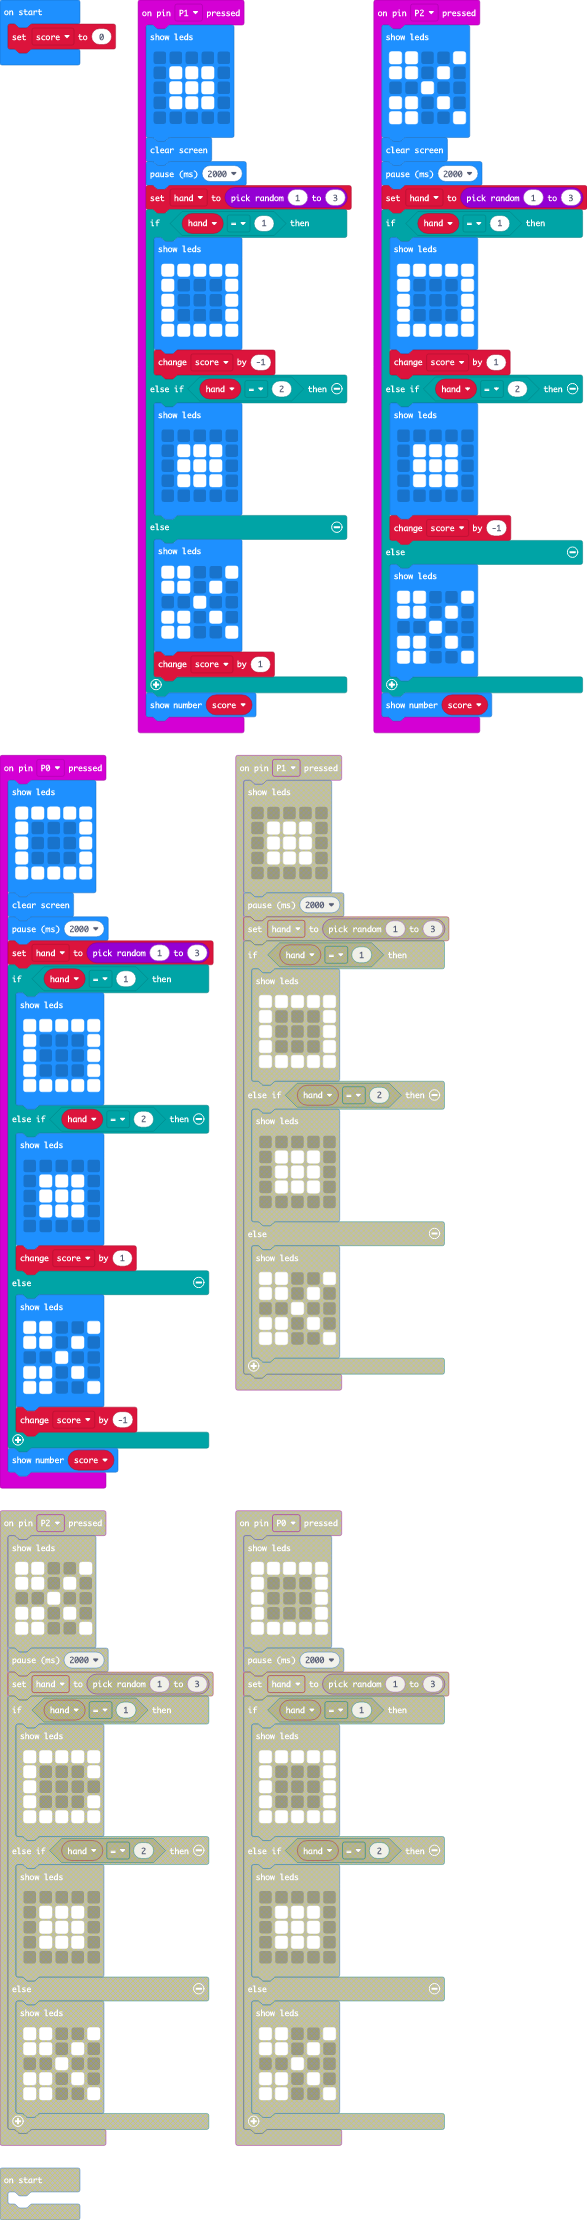 on start
set score to 0
on pin P1 pressed
show leds
clear screen
pause (ms) 2000
set hand to pick random 1 to 3
if hand = 1 then
show leds
change score by -1
else if hand = 2 then
show leds
else
show leds
change score by 1
show number score
on pin P2 pressed
show leds
clear screen
pause (ms) 2000
set hand to pick random 1 to 3
if hand = 1 then
show leds
change score by 1
else if hand = 2 then
show leds
change score by -1
else
show leds
show number score
on pin P0 pressed
show leds
clear screen
pause (ms) 2000
set hand to pick random 1 to 3
if hand = 1 then
show leds
else if hand = 2 then
show leds
change score by 1
else
show leds
change score by -1
show number score
on pin P1 pressed
show leds
pause (ms) 2000
set hand to pick random 1 to 3
if hand = 1 then
show leds
else if hand = 2 then
show leds
else
show leds
on pin P2 pressed
show leds
pause (ms) 2000
set hand to pick random 1 to 3
if hand = 1 then
show leds
else if hand = 2 then
show leds
else
show leds
on pin P0 pressed
show leds
pause (ms) 2000
set hand to pick random 1 to 3
if hand = 1 then
show leds
else if hand = 2 then
show leds
else
show leds
on start